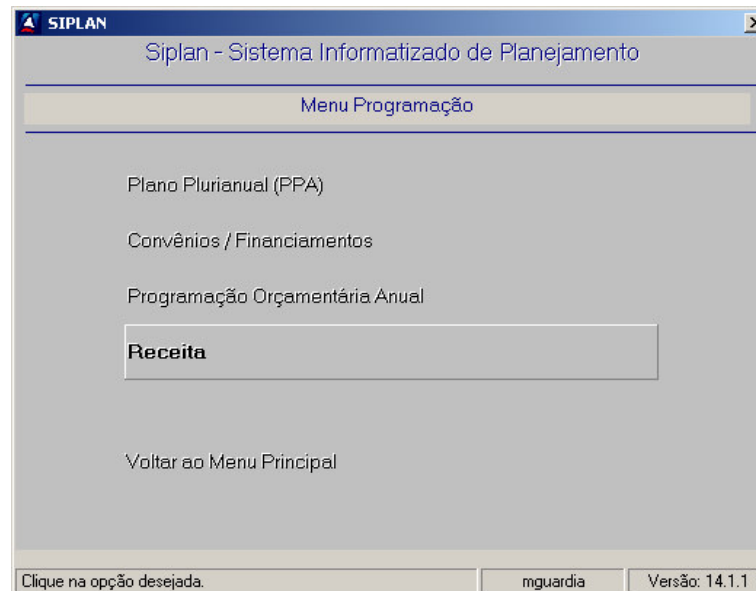 SIPLAN
Siplan - Sistema Informatizado de Planejamento
Menu Programação
Plano Plurianual (PPA)
Convênios / Financiamentos
Programação Orçamentária Anual
Receita
Voltar ao Menu Principal
Clique na opção desejada. mguardia Versão: 14.1.1